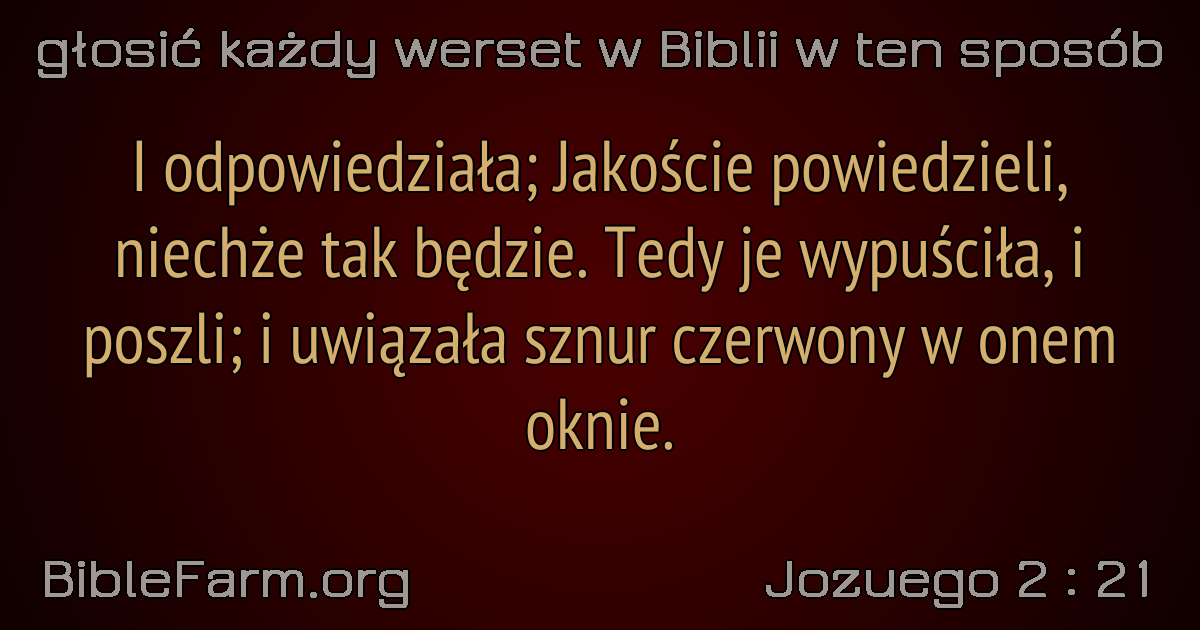 głosić każdy werset w Biblii w ten sposób
I odpowiedziała; Jakoście powiedzieli,
niechże tak będzie. Tedy je wypuściła, i
poszli; i uwiązała sznur czerwony w onem
oknie.
BibleFarm.org
Jozuego 2 : 21